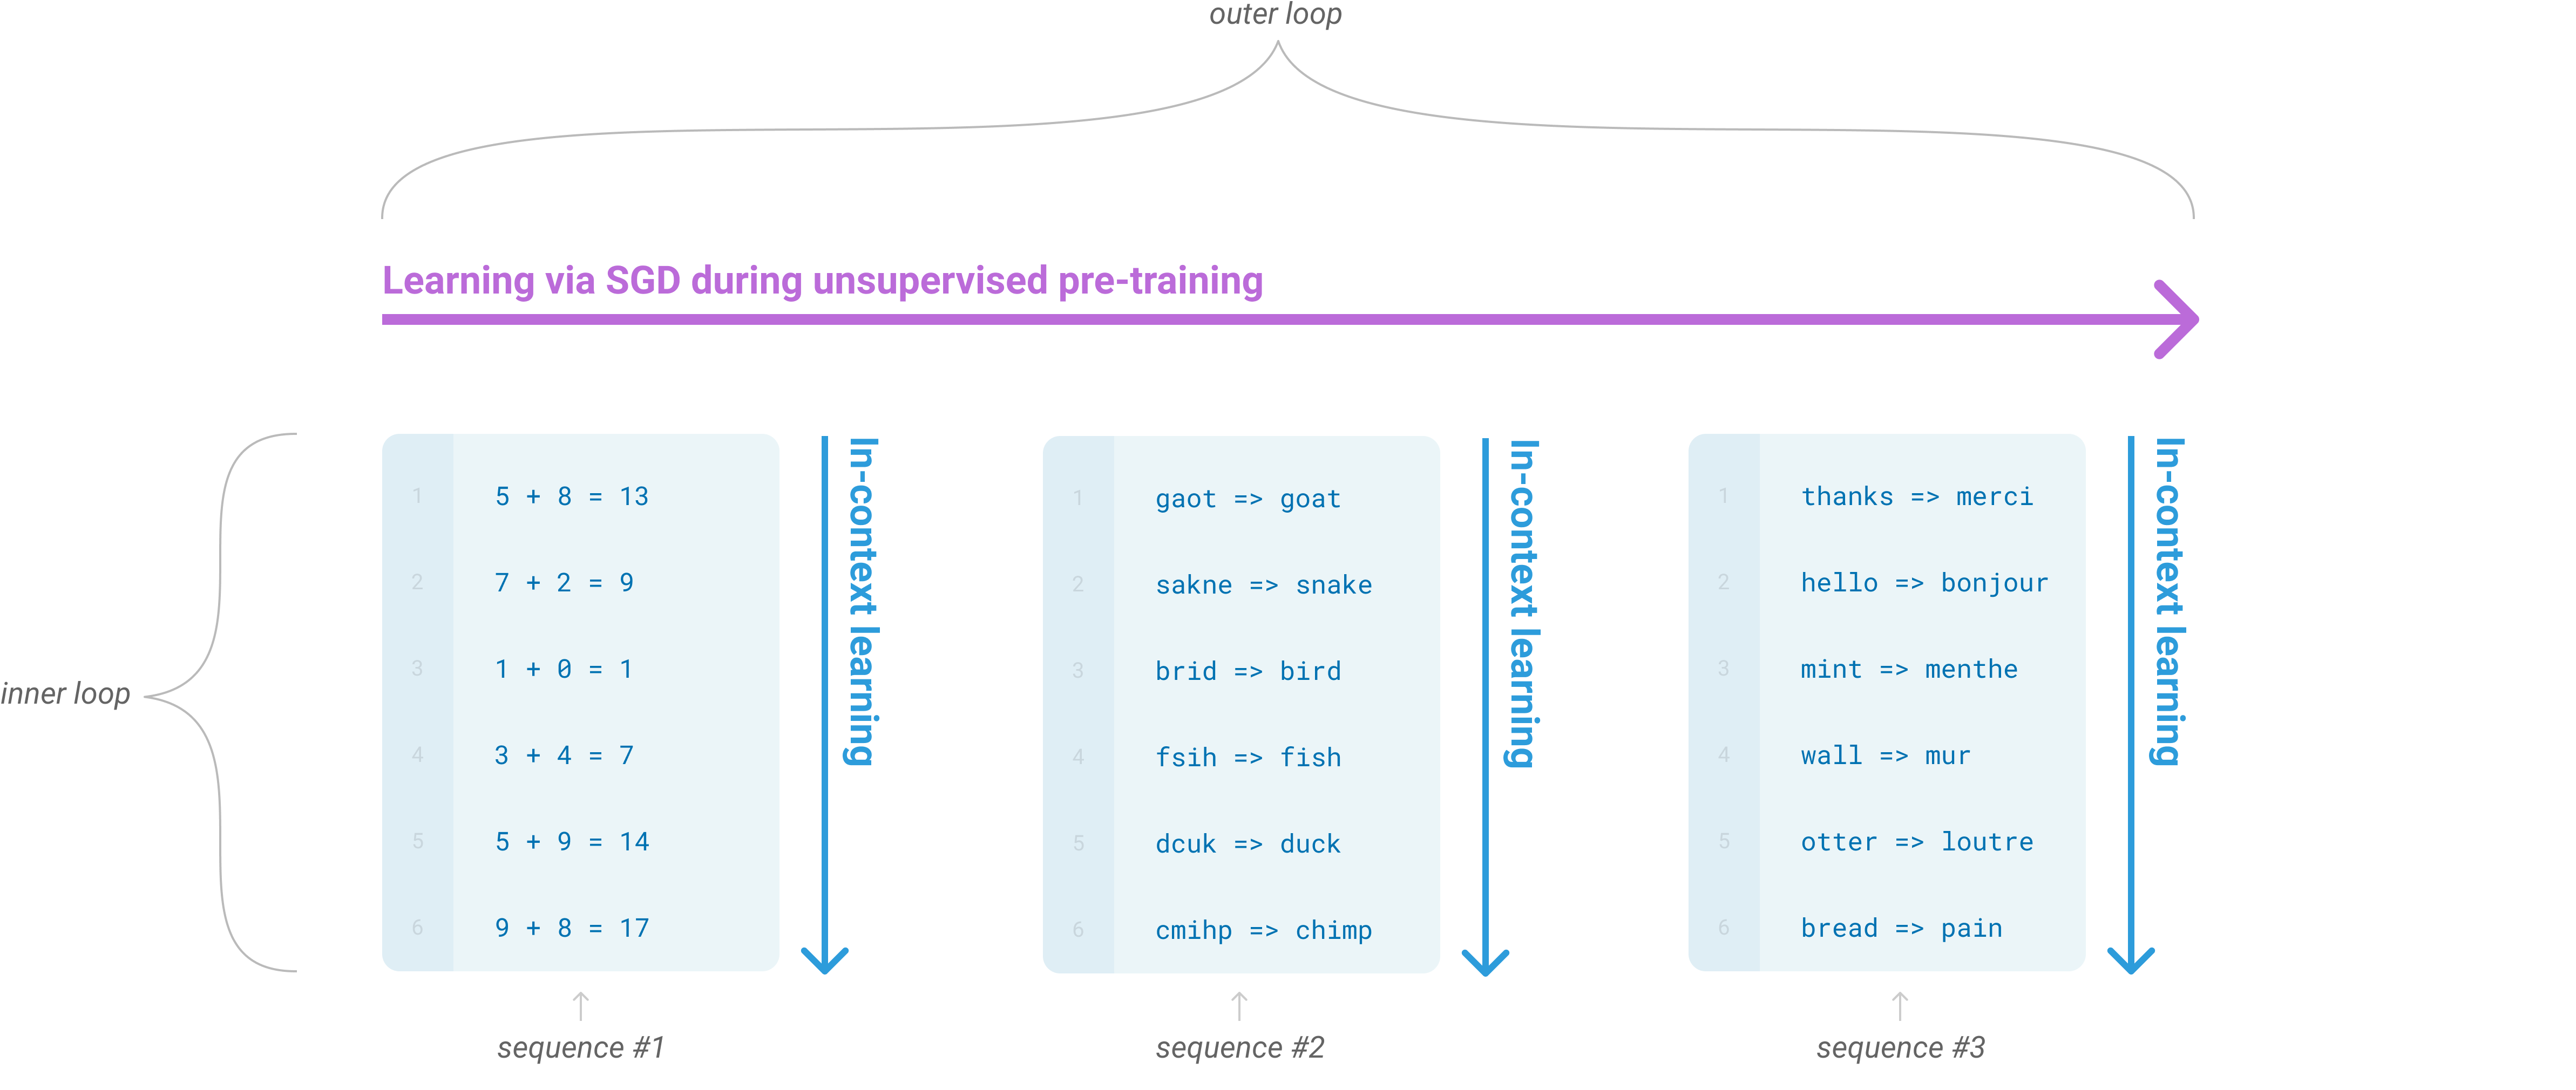 outer loop
Learning via SGD during unsupervised pre-training
inner loop
1 5 + 8 = 13
2 7 + 2 = 9
3 1 + 0 = 1
4 3 + 4 = 7
5 5 + 9 = 14
6 9 + 8 = 17
In-context learning
sequence #1
1 gaot => goat
2 sakne => snake
3 brid => bird
4 fsih => fish
5 dcuk => duck
6 cmihp => chimp
In-context learning
sequence #2
1 thanks => merci
2 hello => bonjour
3 mint => menthe
4 wall => mur
5 otter => loutre
6 bread => pain
In-context learning
sequence #3